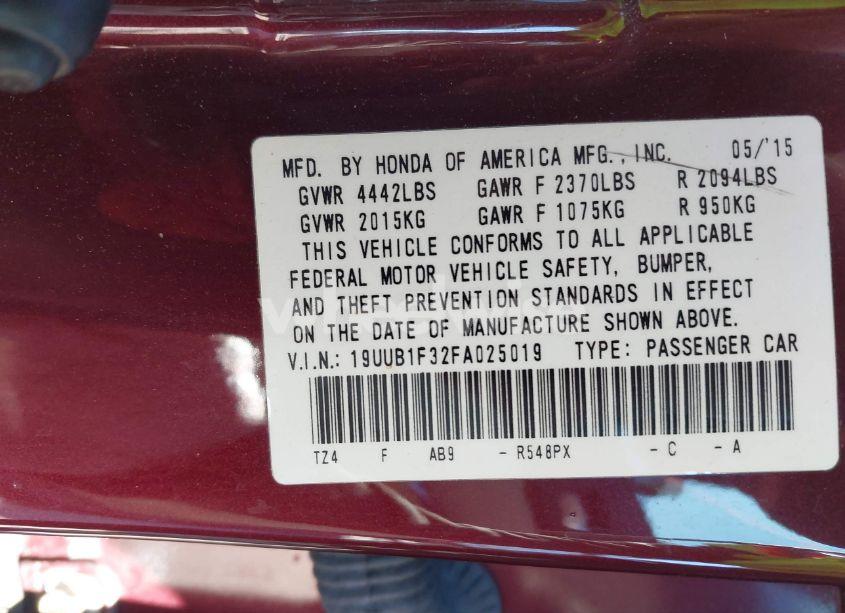 MFD. BY HONDA OF AMERICA MFG., INC. 05/'15
GVWR 4442LBS GAWR F 2370LBS R 2094LBS
GVWR 2015KG GAWR F 1075KG R 950KG
THIS VEHICLE CONFORMS TO ALL APPLICABLE
FEDERAL MOTOR VEHICLE SAFETY, BUMPER,
AND THEFT PREVENTION STANDARDS IN EFFECT
ON THE DATE OF MANUFACTURE SHOWN ABOVE.
V.I.N.: 19UUB1F32FA025019 TYPE: PASSENGER CAR
TZ4 F AB9 - R548PX - C - A